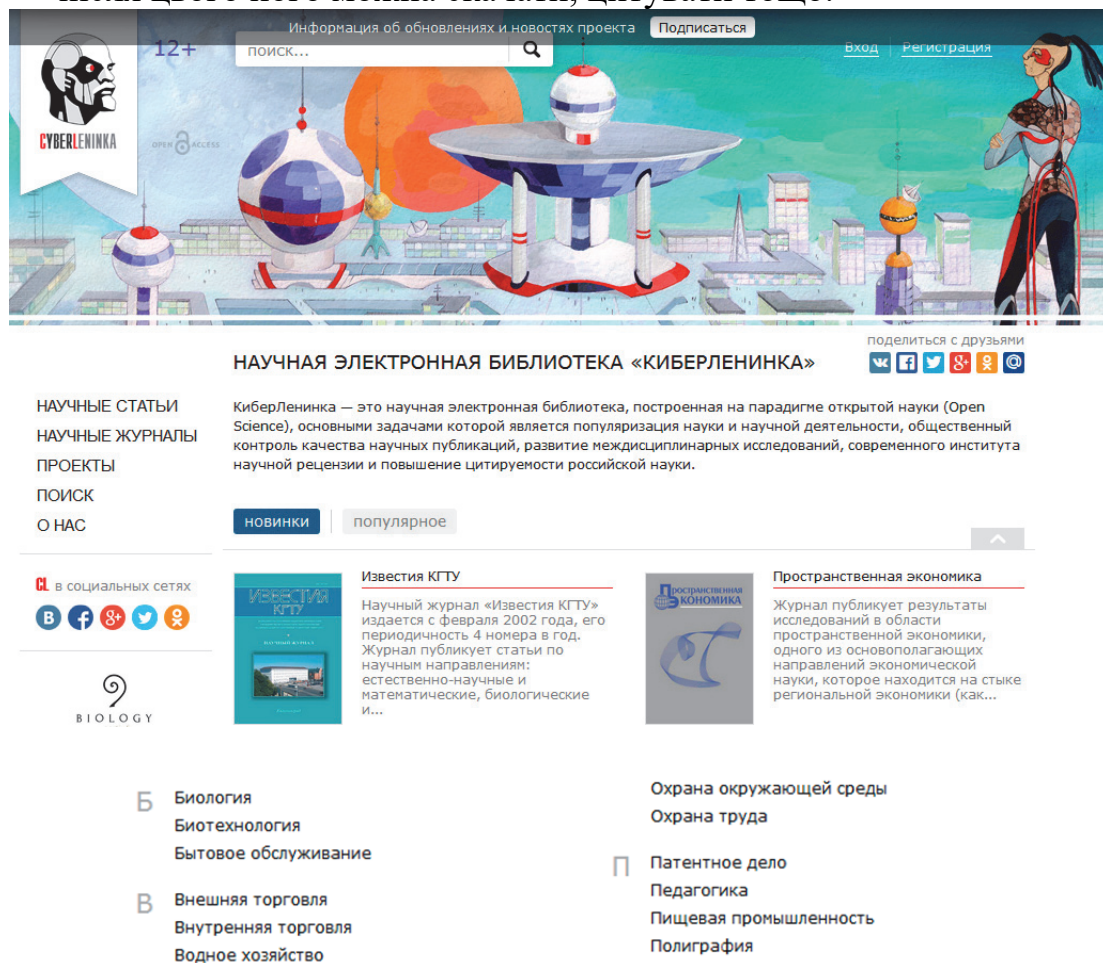 Информация об обновлениях и новостях проекта Подписаться
12+
поиск...
Вход Регистрация
CYBERLENINKA
OPEN ACCESS
поделиться с друзьями
НАУЧНАЯ ЭЛЕКТРОННАЯ БИБЛИОТЕКА «КИБЕРЛЕНИНКА»
НАУЧНЫЕ СТАТЬИ
НАУЧНЫЕ ЖУРНАЛЫ
ПРОЕКТЫ
ПОИСК
О НАС
КиберЛенинка — это научная электронная библиотека, построенная на парадигме открытой науки (Open
Science), основными задачами которой является популяризация науки и научной деятельности, общественный
контроль качества научных публикаций, развитие междисциплинарных исследований, современного института
научной рецензии и повышение цитируемости российской науки.
новинки популярное
CL в социальных сетях
BIOLOGY
ИЗВЕСТИЯ
КГТУ
НАУЧНЫЙ ЖУРНАЛ
Известия КГТУ
Научный журнал «Известия КГТУ»
издается с февраля 2002 года, его
периодичность 4 номера в год.
Журнал публикует статьи по
научным направлениям:
естественно-научные и
математические, биологические
и...
ПРОСТРАНСТВЕННАЯ
ЭКОНОМИКА
Пространственная экономика
Журнал публикует результаты
исследований в области
пространственной экономики,
одного из основополагающих
направлений экономической
науки, которое находится на стыке
региональной экономики (как...
Б Биология
Биотехнология
Бытовое обслуживание
В Внешняя торговля
Внутренняя торговля
Водное хозяйство
Охрана окружающей среды
Охрана труда
П Патентное дело
Педагогика
Пищевая промышленность
Полиграфия